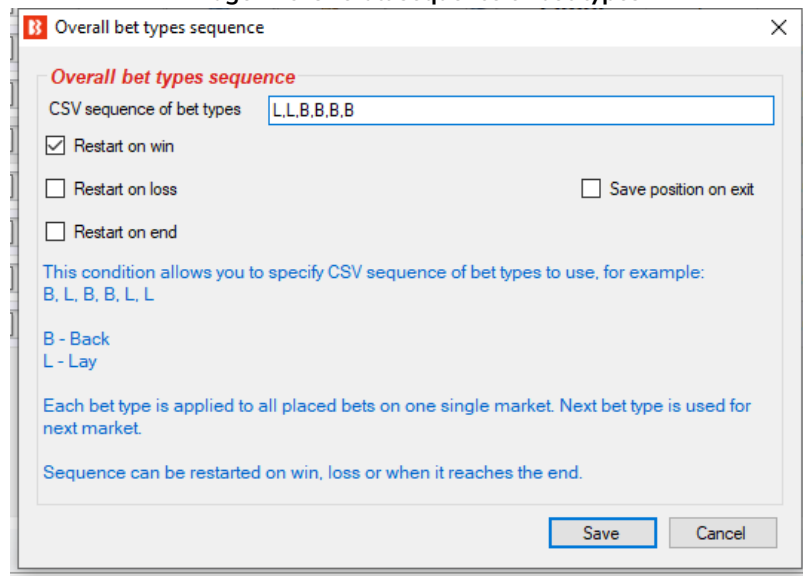 Overall bet types sequence
Overall bet types sequence
CSV sequence of bet types L,L,B,B,B,B
Restart on win
Restart on loss Save position on exit
Restart on end
This condition allows you to specify CSV sequence of bet types to use, for example:
B, L, B, B, L, L
B - Back
L - Lay
Each bet type is applied to all placed bets on one single market. Next bet type is used for
next market.
Sequence can be restarted on win, loss or when it reaches the end.
Save Cancel